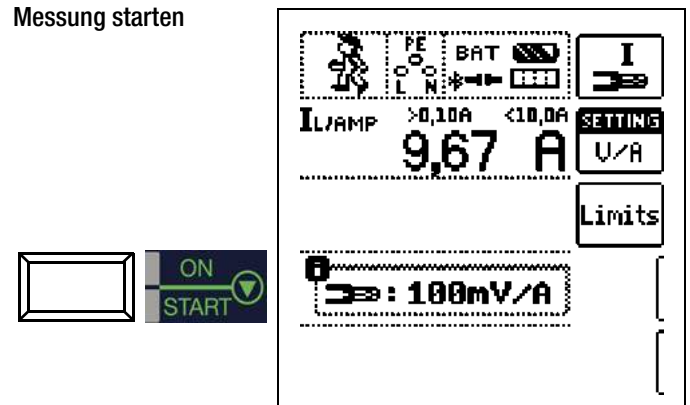 Messung starten
PE
L N
BAT
I
IL/AMP >0,10A <10,0A
9,67 A
SETTING
V/A
Limits
ON
START
: 100mV/A